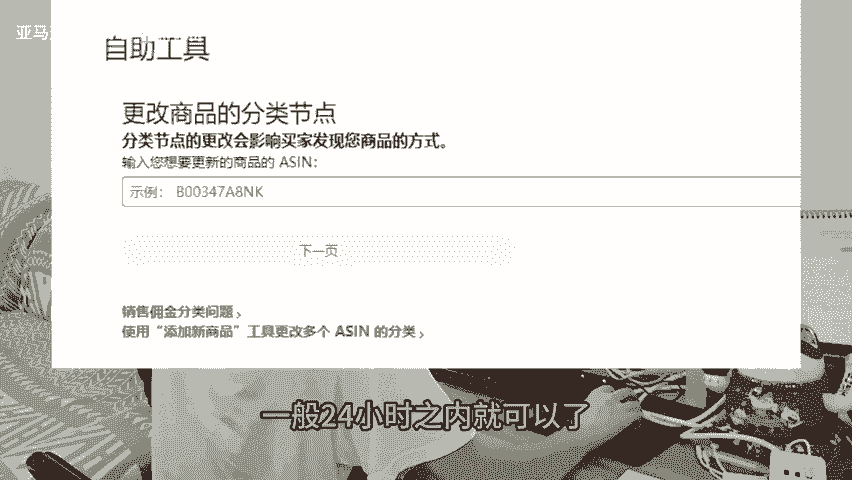 亚马
自助工具
更改商品的分类节点
分类节点的更改会影响买家发现您商品的方式。
输入您想要更新的商品的 ASIN：
示例： B00347A8NK
下一页
销售佣金分类问题 ›
使用“添加新商品”工具更改多个 ASIN 的分类 ›
一般24小时之内就可以了